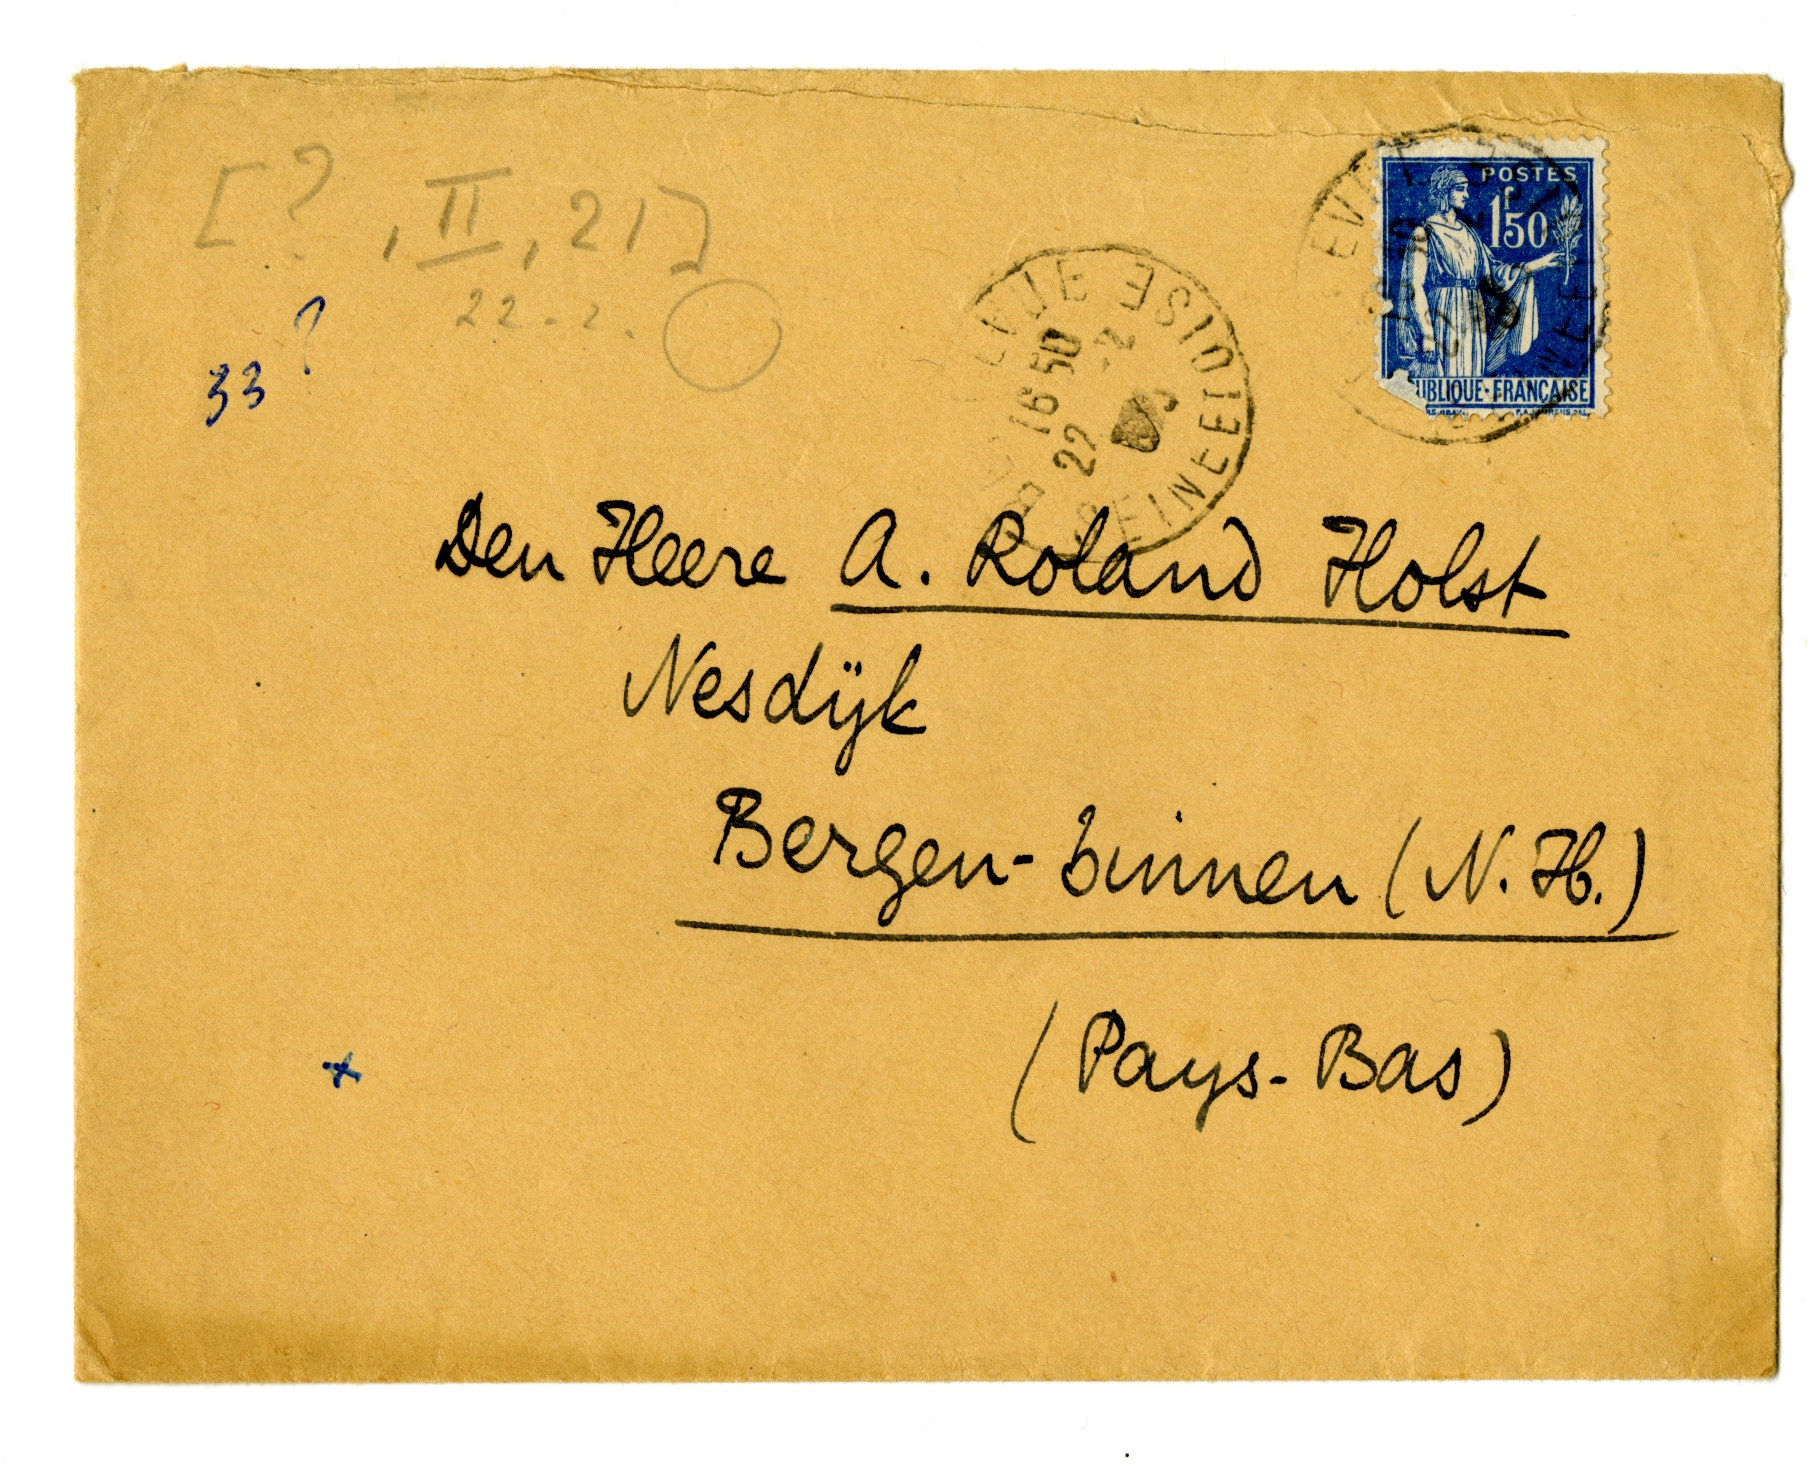 [? , II, 21]
22-2.
33?
POSTES
1f50
UBLIQUE·FRANÇAISE
16 50
22 -2
SEINE ET OISE
Den Heere A. Roland Holst
Nesdijk
Bergen-binnen (N.H.)
(Pays-Bas)